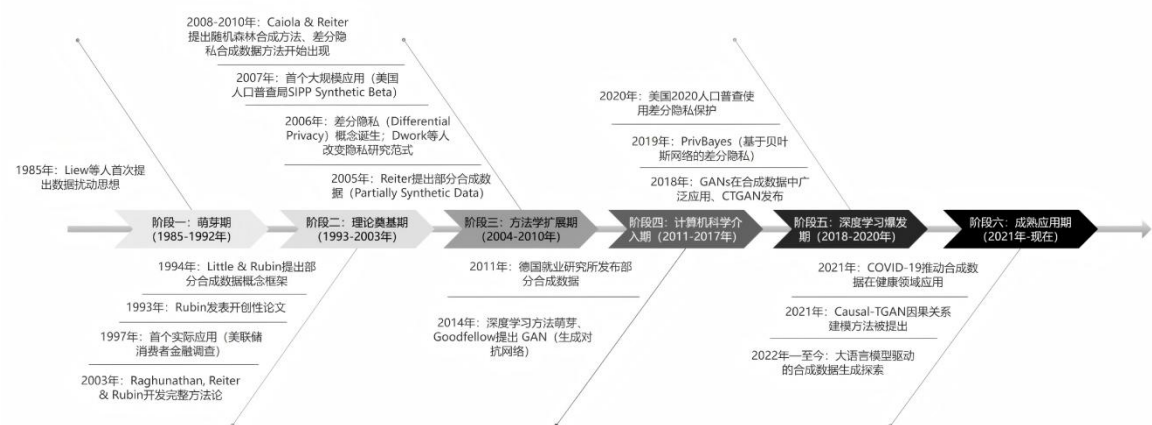 2008-2010年：Caiola & Reiter
提出随机森林合成方法、差分隐
私合成数据方法开始出现
2007年：首个大规模应用（美国
人口普查局SIPP Synthetic Beta）
2006年：差分隐私（Differential
Privacy）概念诞生；Dwork等人
改变隐私研究范式
2005年：Reiter提出部分合成数
据（Partially Synthetic Data）
2020年：美国2020人口普查使
用差分隐私保护
2019年：PrivBayes（基于贝叶
斯网络的差分隐私）
2018年：GANs在合成数据中广
泛应用、CTGAN发布
1985年：Liew等人首次提
出数据扰动思想
阶段一：萌芽期
(1985-1992年)
阶段二：理论奠基期
(1993-2003年)
阶段三：方法学扩展期
(2004-2010年)
阶段四：计算机科学介
入期（2011-2017年）
阶段五：深度学习爆发
期（2018-2020年）
阶段六：成熟应用期
(2021年-现在)
1994年：Little & Rubin提出部
分合成数据概念框架
1993年：Rubin发表开创性论文
1997年：首个实际应用（美联储
消费者金融调查）
2003年：Raghunathan, Reiter
& Rubin开发完整方法论
2011年：德国就业研究所发布部
分合成数据
2014年：深度学习方法萌芽、
Goodfellow提出 GAN（生成对
抗网络）
2021年：COVID-19推动合成数
据在健康领域应用
2021年：Causal-TGAN因果关系
建模方法被提出
2022年—至今：大语言模型驱动
的合成数据生成探索